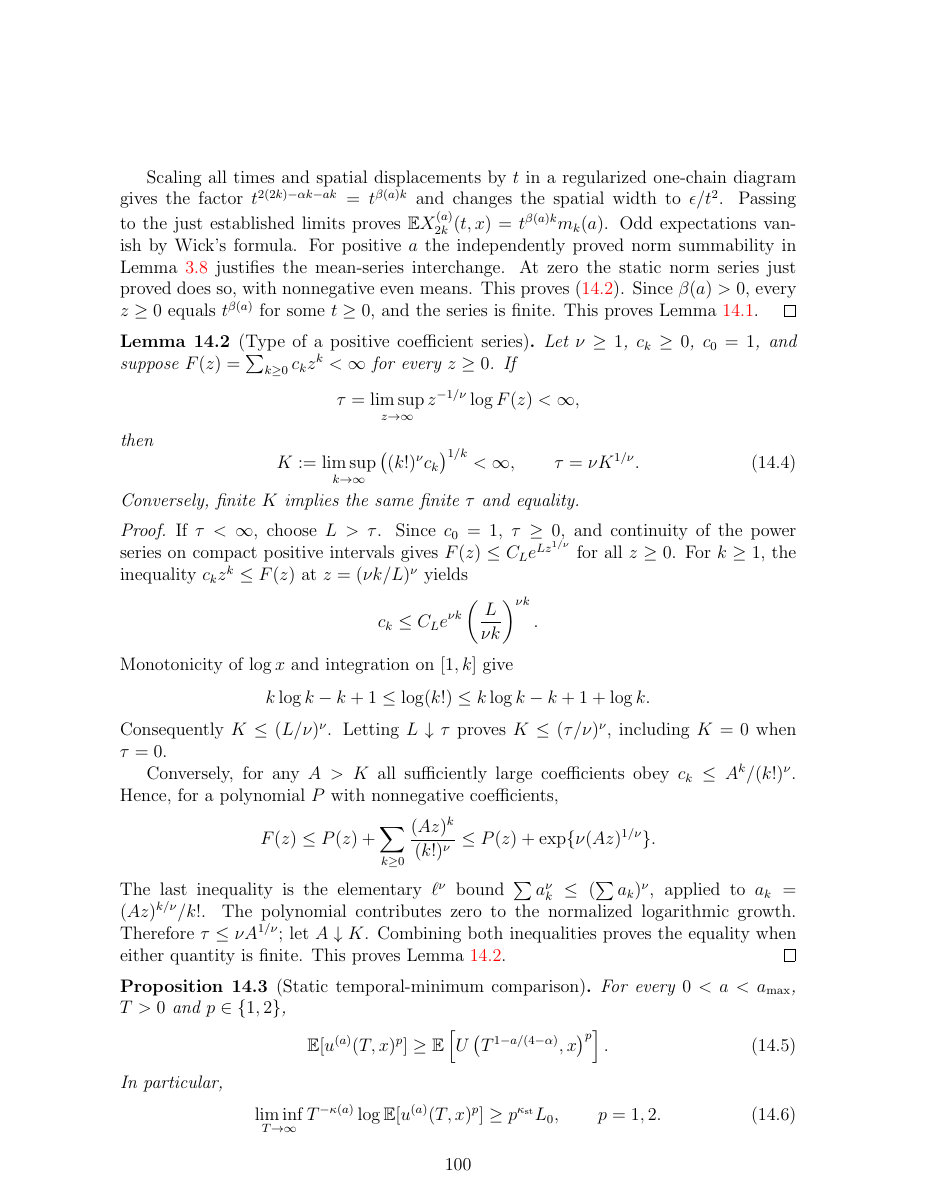 Scaling all times and spatial displacements by t in a regularized one-chain diagram
gives the factor t^{2(2k)−αk−ak} = t^{β(a)k} and changes the spatial width to ϵ/t². Passing
to the just established limits proves 𝔼X_{2k}^{(a)}(t, x) = t^{β(a)k}m_k(a). Odd expectations van-
ish by Wick's formula. For positive a the independently proved norm summability in
Lemma 3.8 justifies the mean-series interchange. At zero the static norm series just
proved does so, with nonnegative even means. This proves (14.2). Since β(a) > 0, every
z ≥ 0 equals t^{β(a)} for some t ≥ 0, and the series is finite. This proves Lemma 14.1. □
Lemma 14.2 (Type of a positive coefficient series). Let ν ≥ 1, c_k ≥ 0, c_0 = 1, and
suppose F(z) = ∑_{k≥0} c_k z^k < ∞ for every z ≥ 0. If
τ = lim sup_{z→∞} z^{−1/ν} log F(z) < ∞,
then
K := lim sup_{k→∞} ((k!)^ν c_k)^{1/k} < ∞, τ = νK^{1/ν}. (14.4)
Conversely, finite K implies the same finite τ and equality.
Proof. If τ < ∞, choose L > τ. Since c_0 = 1, τ ≥ 0, and continuity of the power
series on compact positive intervals gives F(z) ≤ C_L e^{Lz^{1/ν}} for all z ≥ 0. For k ≥ 1, the
inequality c_k z^k ≤ F(z) at z = (νk/L)^ν yields
c_k ≤ C_L e^{νk} (L/νk)^{νk}.
Monotonicity of log x and integration on [1, k] give
k log k − k + 1 ≤ log(k!) ≤ k log k − k + 1 + log k.
Consequently K ≤ (L/ν)^ν. Letting L ↓ τ proves K ≤ (τ/ν)^ν, including K = 0 when
τ = 0.
Conversely, for any A > K all sufficiently large coefficients obey c_k ≤ A^k/(k!)^ν.
Hence, for a polynomial P with nonnegative coefficients,
F(z) ≤ P(z) + ∑_{k≥0} (Az)^k/(k!)^ν ≤ P(z) + exp{ν(Az)^{1/ν}}.
The last inequality is the elementary ℓ^ν bound ∑ a_k^ν ≤ (∑ a_k)^ν, applied to a_k =
(Az)^{k/ν}/k!. The polynomial contributes zero to the normalized logarithmic growth.
Therefore τ ≤ νA^{1/ν}; let A ↓ K. Combining both inequalities proves the equality when
either quantity is finite. This proves Lemma 14.2. □
Proposition 14.3 (Static temporal-minimum comparison). For every 0 < a < a_{max},
T > 0 and p ∈ {1, 2},
𝔼[u^{(a)}(T, x)^p] ≥ 𝔼[U(T^{1−a/(4−α)}, x)^p]. (14.5)
In particular,
lim inf_{T→∞} T^{−κ(a)} log 𝔼[u^{(a)}(T, x)^p] ≥ p^{κ_{st}} L_0, p = 1, 2. (14.6)
100